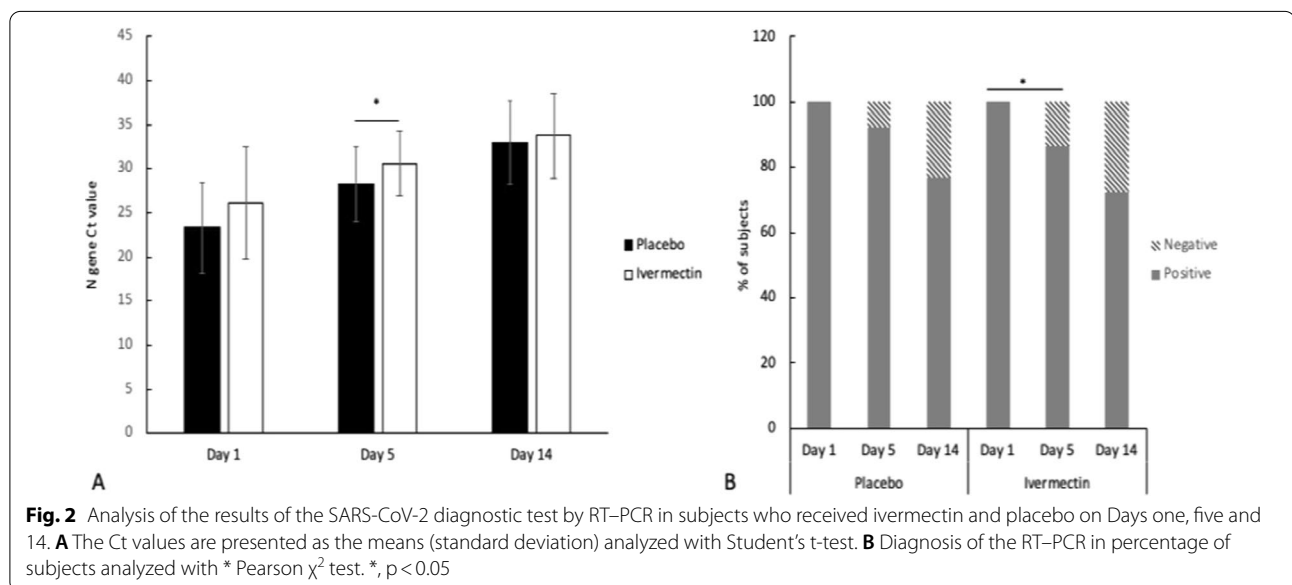 45
40
35
30
25
20
15
10
5
0
N gene Ct value
*
Placebo
Ivermectin
Day 1 Day 5 Day 14
A
120
100
80
60
40
20
0
% of subjects
*
Negative
Positive
Day 1 Day 5 Day 14 Day 1 Day 5 Day 14
Placebo Ivermectin
B
Fig. 2 Analysis of the results of the SARS-CoV-2 diagnostic test by RT–PCR in subjects who received ivermectin and placebo on Days one, five and
14. A The Ct values are presented as the means (standard deviation) analyzed with Student's t-test. B Diagnosis of the RT–PCR in percentage of
subjects analyzed with * Pearson χ² test. *, p < 0.05